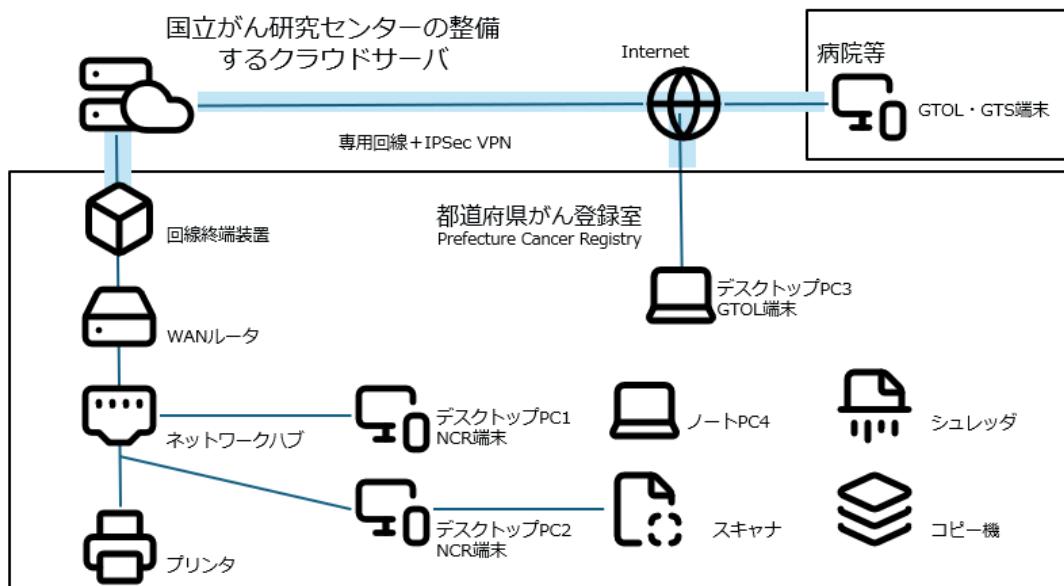 国立がん研究センターの整備
するクラウドサーバ
Internet
病院等
GTOL・GTS端末
専用回線＋IPSec VPN
都道府県がん登録室
Prefecture Cancer Registry
回線終端装置
デスクトップPC3
GTOL端末
WANルータ
ネットワークハブ
デスクトップPC1
NCR端末
ノートPC4
シュレッダ
プリンタ
デスクトップPC2
NCR端末
スキャナ
コピー機